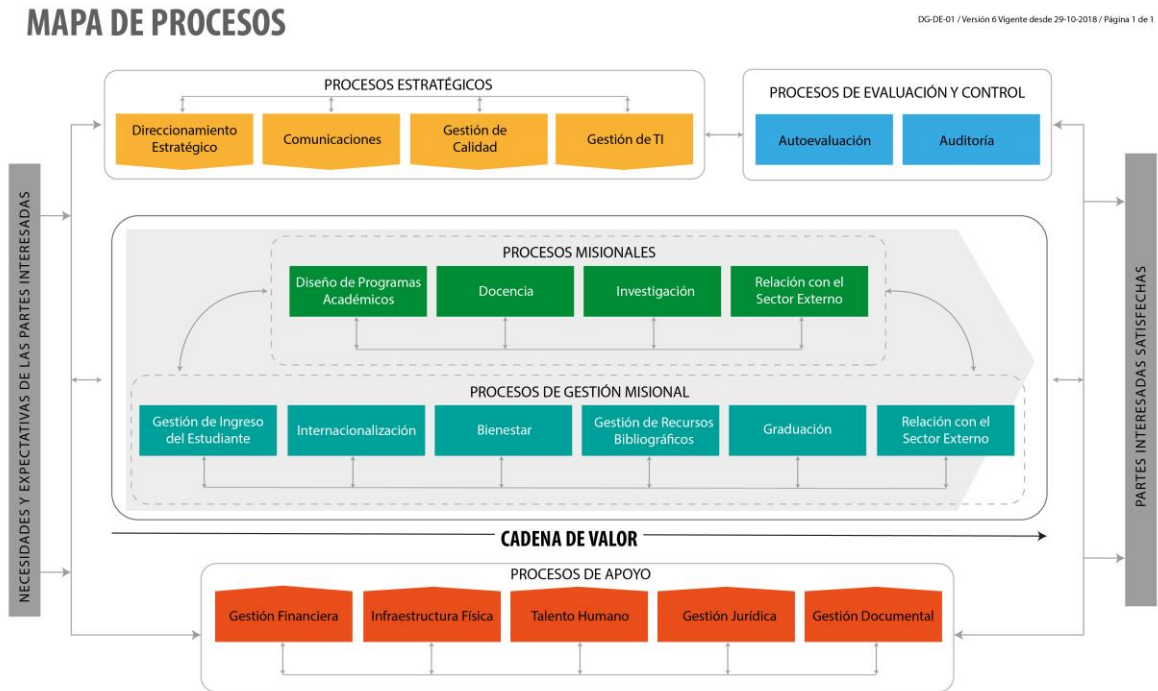 MAPA DE PROCESOS
DG-DE-01 / Versión 6 Vigente desde 29-10-2018 / Página 1 de 1
PROCESOS ESTRATÉGICOS
Direccionamiento
Estratégico
Comunicaciones
Gestión de
Calidad
Gestión de TI
PROCESOS DE EVALUACIÓN Y CONTROL
Autoevaluación
Auditoría
NECESIDADES Y EXPECTATIVAS DE LAS PARTES INTERESADAS
PROCESOS MISIONALES
Diseño de Programas
Académicos
Docencia
Investigación
Relación con el
Sector Externo
PROCESOS DE GESTIÓN MISIONAL
Gestión de Ingreso
del Estudiante
Internacionalización
Bienestar
Gestión de Recursos
Bibliográficos
Graduación
Relación con el
Sector Externo
CADENA DE VALOR
PROCESOS DE APOYO
Gestión Financiera
Infraestructura Física
Talento Humano
Gestión Jurídica
Gestión Documental
PARTES INTERESADAS SATISFECHAS